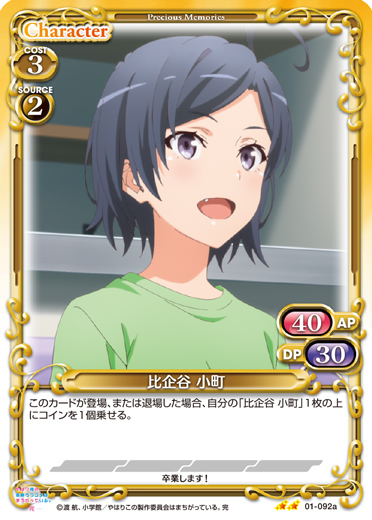 Precious Memories
Character
COST
3
SOURCE
2
40 AP
DP 30
比企谷 小町
このカードが登場、または退場した場合、自分の「比企谷 小町」1枚の上
にコインを1個乗せる。
卒業します!
©渡 航、小学館/やはりこの製作委員会はまちがっている。完
01-092a